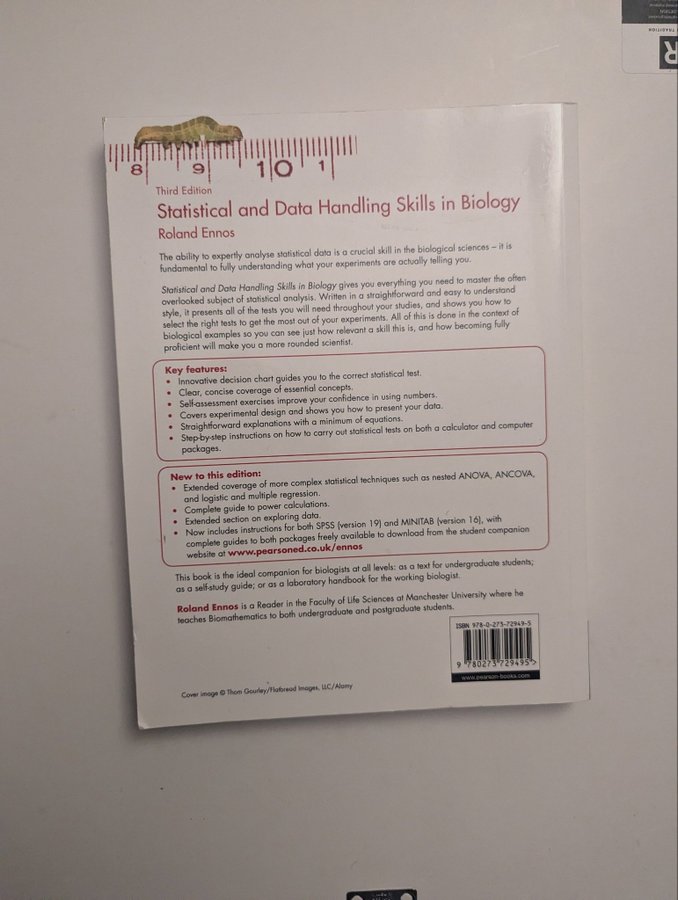 8 9 10 1
Third Edition
Statistical and Data Handling Skills in Biology
Roland Ennos
The ability to expertly analyse statistical data is a crucial skill in the biological sciences – it is
fundamental to fully understanding what your experiments are actually telling you.
Statistical and Data Handling Skills in Biology gives you everything you need to master the often
overlooked subject of statistical analysis. Written in a straightforward and easy to understand
style, it presents all of the tests you will need throughout your studies, and shows you how to
select the right tests to get the most out of your experiments. All of this is done in the context of
biological examples so you can see just how relevant a skill this is, and how becoming fully
proficient will make you a more rounded scientist.
Key features:
• Innovative decision chart guides you to the correct statistical test.
• Clear, concise coverage of essential concepts.
• Self-assessment exercises improve your confidence in using numbers.
• Covers experimental design and shows you how to present your data.
• Straightforward explanations with a minimum of equations.
• Step-by-step instructions on how to carry out statistical tests on both a calculator and computer
packages.
New to this edition:
• Extended coverage of more complex statistical techniques such as nested ANOVA, ANCOVA,
and logistic and multiple regression.
• Complete guide to power calculations.
• Extended section on exploring data.
• Now includes instructions for both SPSS (version 19) and MINITAB (version 16), with
complete guides to both packages freely available to download from the student companion
website at www.pearsoned.co.uk/ennos
This book is the ideal companion for biologists at all levels: as a text for undergraduate students;
as a self-study guide; or as a laboratory handbook for the working biologist.
Roland Ennos is a Reader in the Faculty of Life Sciences at Manchester University where he
teaches Biomathematics to both undergraduate and postgraduate students.
ISBN 978-0-273-72949-5
9 780273 729495 >
www.pearson-books.com
Cover image © Thom Gourley/Flatbread Images, LLC/Alamy
R
TRADITION